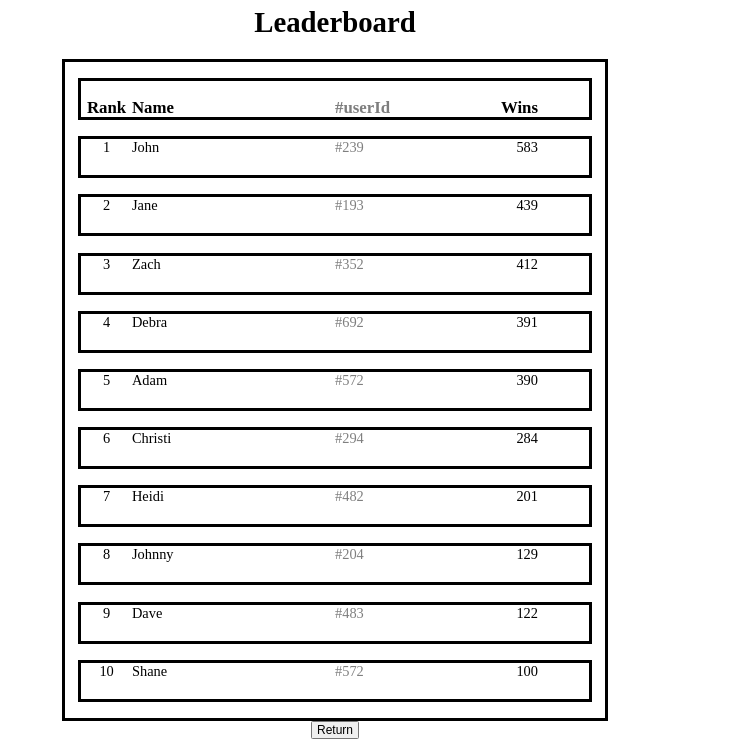 Leaderboard
Rank Name #userId Wins
1 John #239 583
2 Jane #193 439
3 Zach #352 412
4 Debra #692 391
5 Adam #572 390
6 Christi #294 284
7 Heidi #482 201
8 Johnny #204 129
9 Dave #483 122
10 Shane #572 100
Return